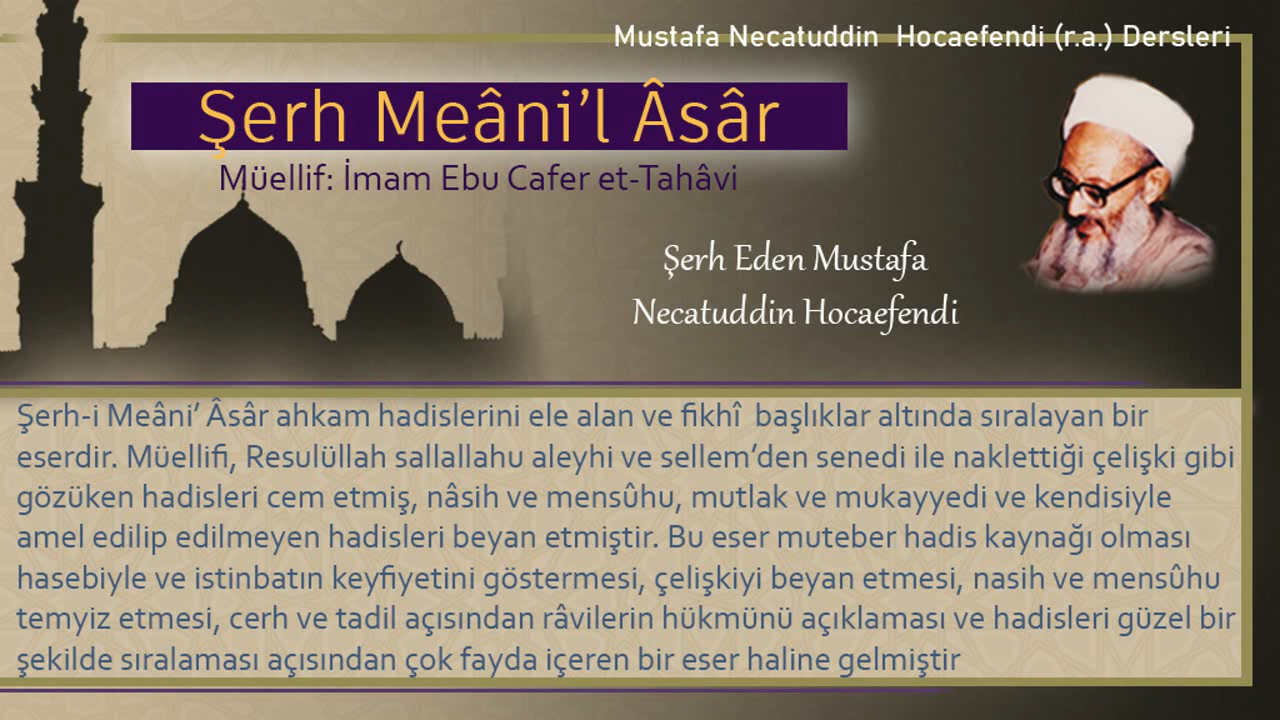 Mustafa Necatuddin Hocaefendi (r.a.) Dersleri
Şerh Meâni’l Âsâr
Müellif: İmam Ebu Cafer et-Tahâvi
Şerh Eden Mustafa
Necatuddin Hocaefendi
Şerh-i Meâni’ Âsâr ahkam hadislerini ele alan ve fikhî başlıklar altında sıralayan bir
eserdir. Müellifi, Resulüllah sallallahu aleyhi ve sellem’den senedi ile naklettiği çelişki gibi
gözüken hadisleri cem etmiş, nâsih ve mensûhu, mutlak ve mukayyedi ve kendisiyle
amel edilip edilmeyen hadisleri beyan etmiştir. Bu eser muteber hadis kaynağı olması
hasebiyle ve istinbatın keyfiyetini göstermesi, çelişkiyi beyan etmesi, nasih ve mensûhu
temyiz etmesi, cerh ve tadil açısından râvilerin hükmünü açıklaması ve hadisleri güzel bir
şekilde sıralaması açısından çok fayda içeren bir eser haline gelmiştir